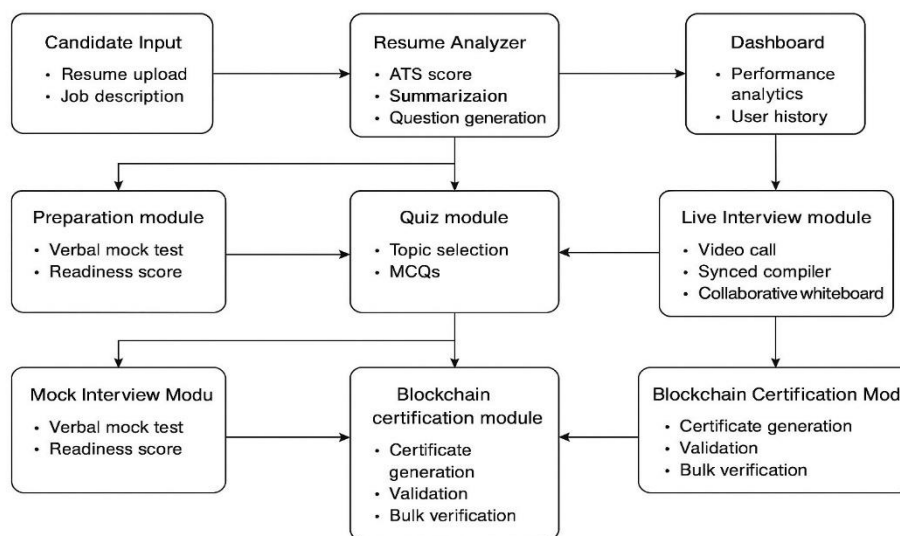 Candidate Input
• Resume upload
• Job description
Resume Analyzer
• ATS score
• Summarizaion
• Question generation
Dashboard
• Performance
analytics
• User history
Preparation module
• Verbal mock test
• Readiness score
Quiz module
• Topic selection
• MCQs
Live Interview module
• Video call
• Synced compiler
• Collaborative whiteboard
Mock Interview Modu
• Verbal mock test
• Readiness score
Blockchain
certification module
• Certificate
generation
• Validation
• Bulk verification
Blockchain Certification Mod
• Certificate generation
• Validation
• Bulk verification